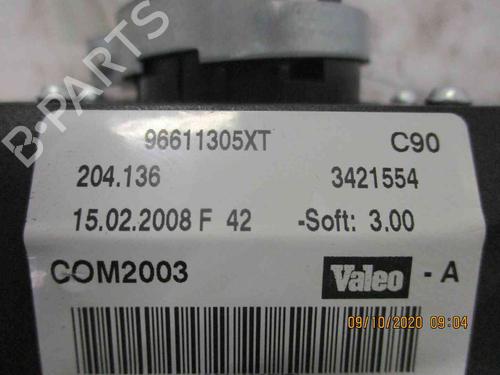 B-PARTS
96611305XT C90
204.136 3421554
15.02.2008 F 42 -Soft: 3.00
COM2003 Valeo - A
09/10/2020 09:04